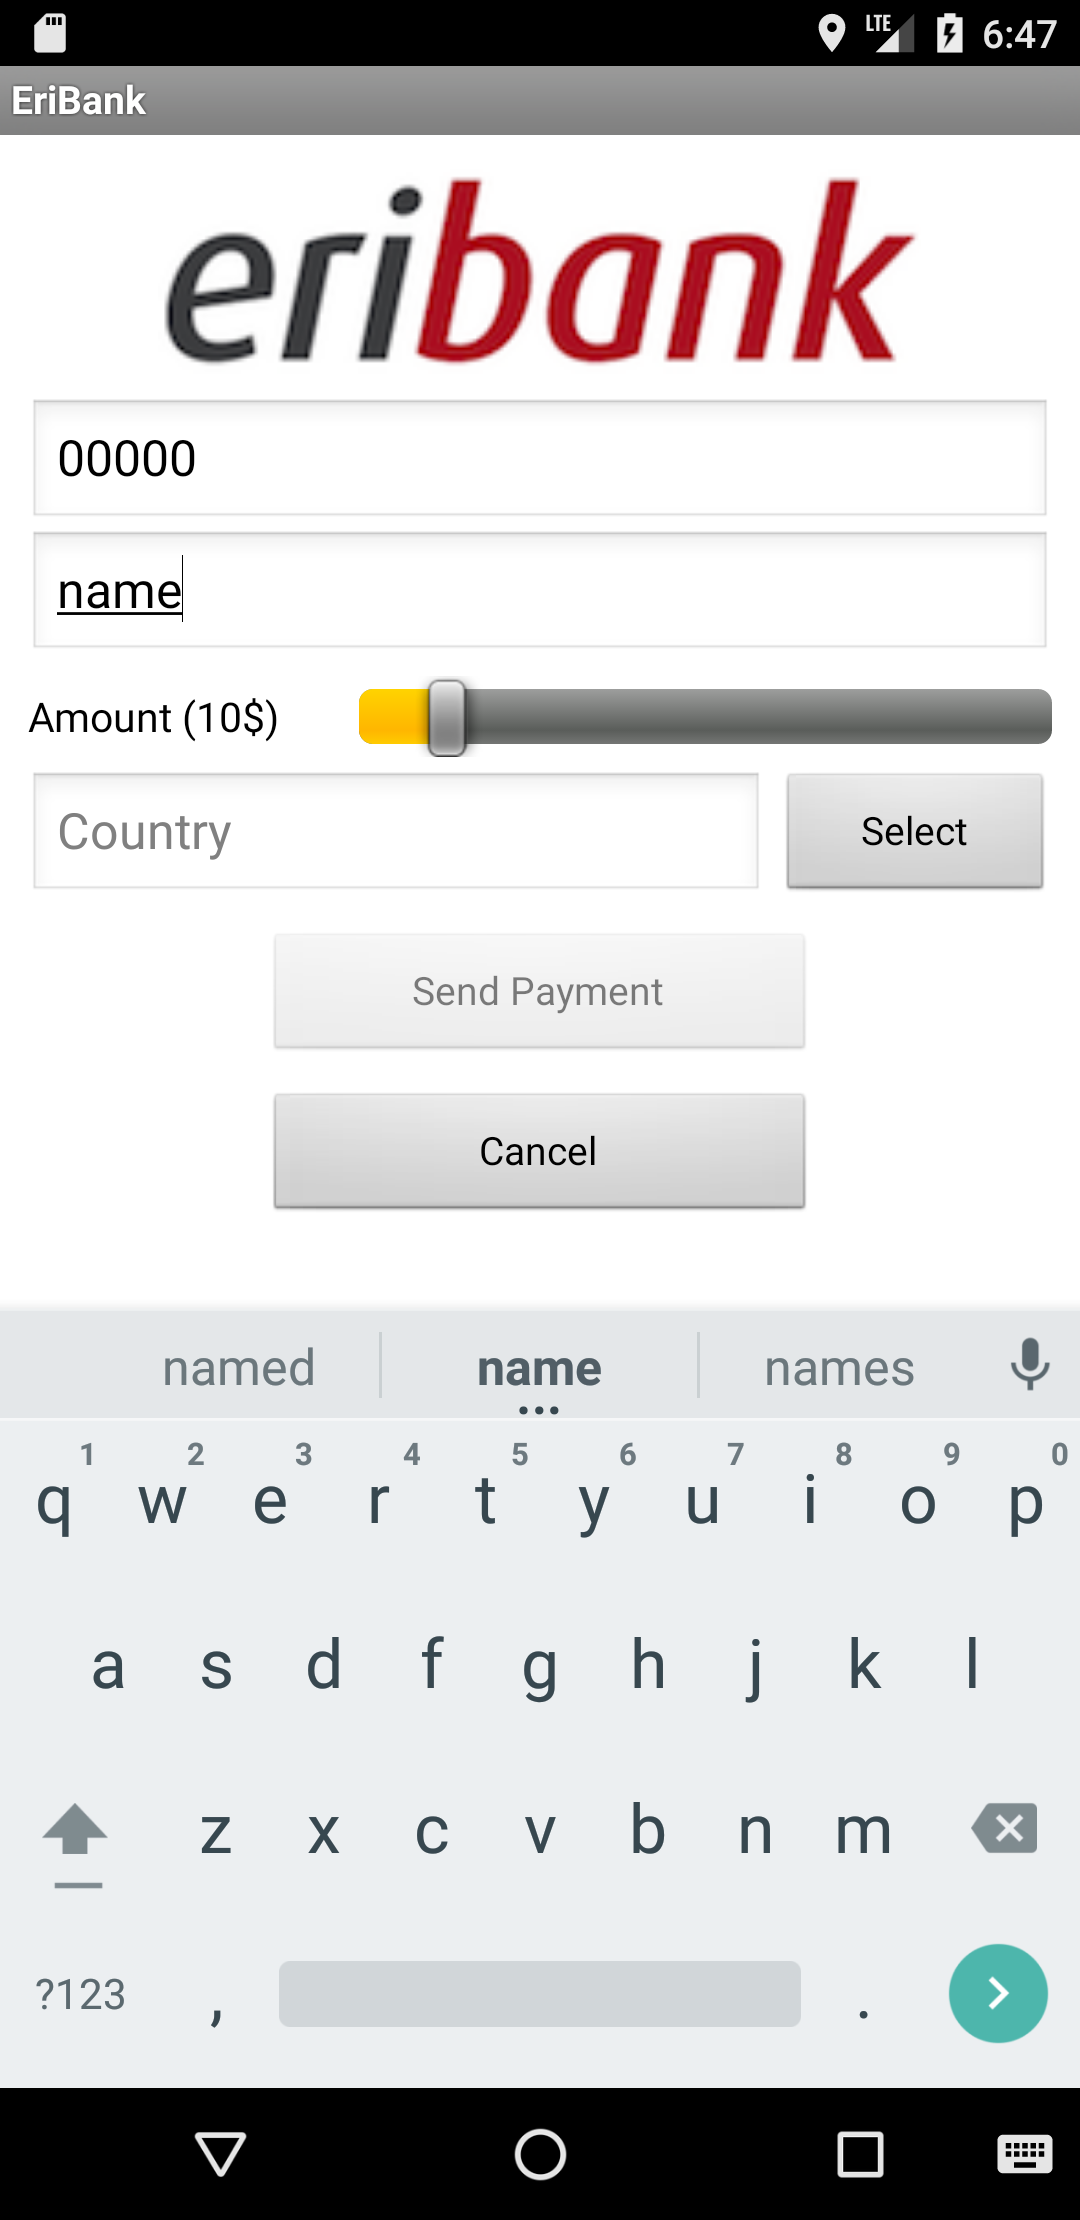 LTE 6:47
EriBank
eribank
00000
name
Amount (10$)
Country Select
Send Payment
Cancel
named name names
1 2 3 4 5 6 7 8 9 0
q w e r t y u i o p
a s d f g h j k l
z x c v b n m
?123 , .